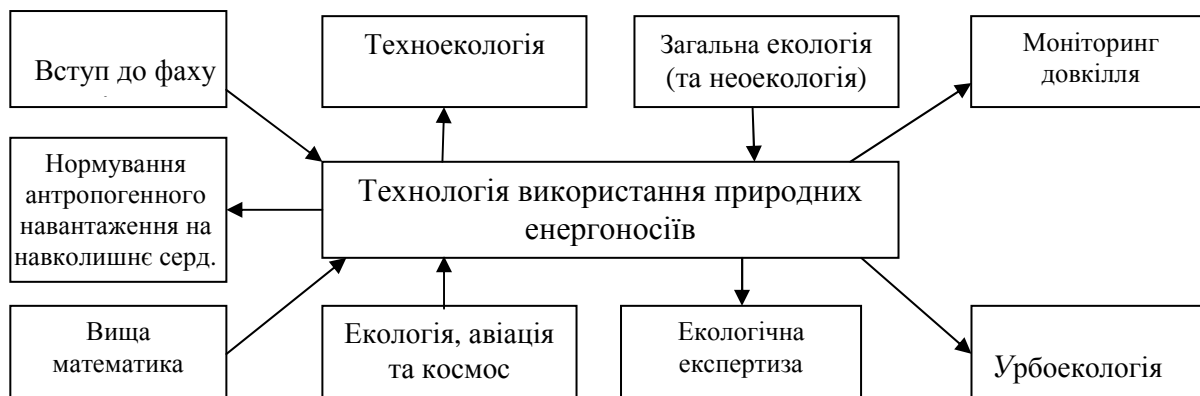 Вступ до фаху
Техноекологія
Загальна екологія
(та неоекологія)
Моніторинг
довкілля
Нормування
антропогенного
навантаження на
навколишнє серд.
Технологія використання природних
енергоносіїв
Вища
математика
Екологія, авіація
та космос
Екологічна
експертиза
Урбоекологія